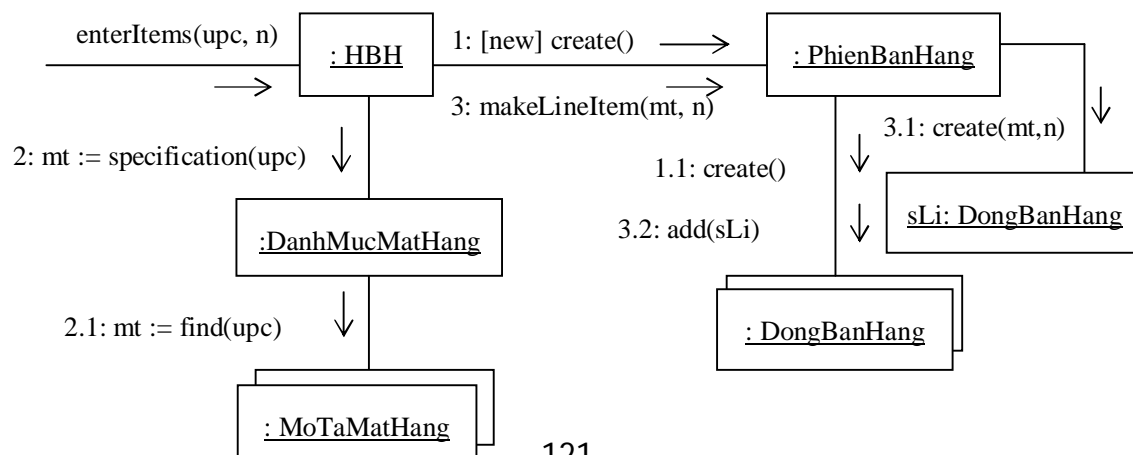 enterItems(upc, n)
: HBH
1: [new] create()
: PhienBanHang
3: makeLineItem(mt, n)
2: mt := specification(upc)
3.1: create(mt,n)
1.1: create()
sLi: DongBanHang
:DanhMucMatHang
3.2: add(sLi)
2.1: mt := find(upc)
: DongBanHang
: MoTaMatHang
121